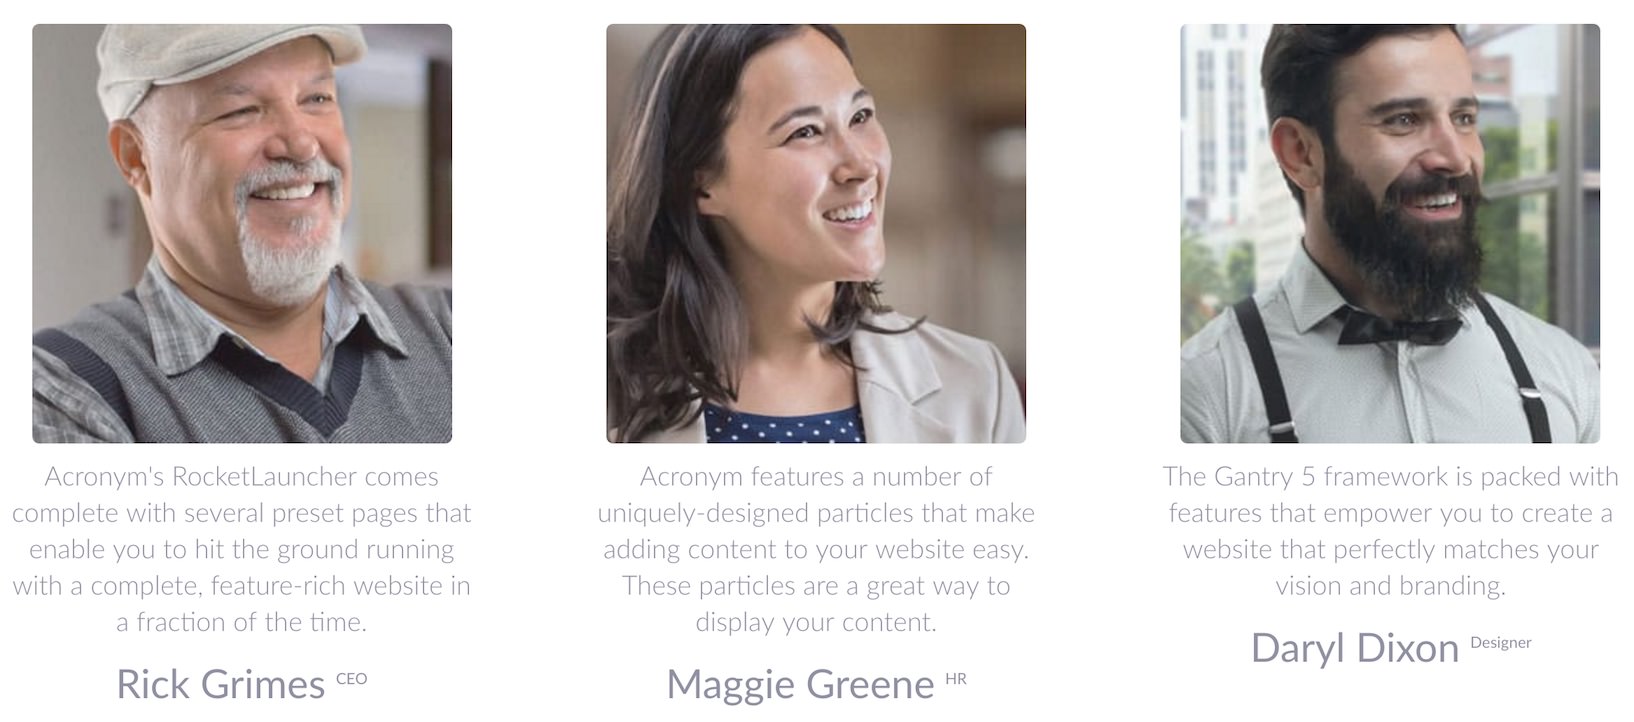 Acronym's RocketLauncher comes
complete with several preset pages that
enable you to hit the ground running
with a complete, feature-rich website in
a fraction of the time.
Rick Grimes CEO
Acronym features a number of
uniquely-designed particles that make
adding content to your website easy.
These particles are a great way to
display your content.
Maggie Greene HR
The Gantry 5 framework is packed with
features that empower you to create a
website that perfectly matches your
vision and branding.
Daryl Dixon Designer